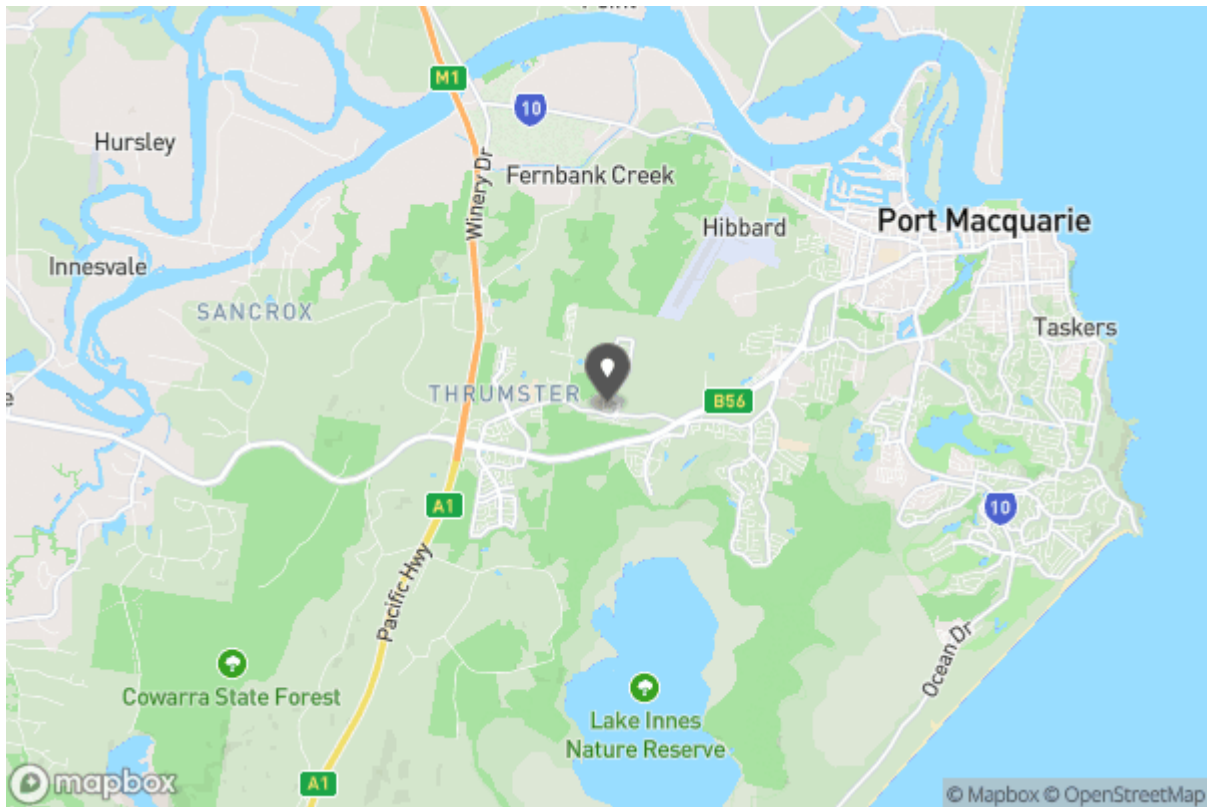 M1
10
Hursley
Winery Dr
Fernbank Creek
Hibbard
Port Macquarie
Innesvale
SANCROX
Taskers
THRUMSTER
B56
A1
10
Pacific Hwy
Ocean Dr
Cowarra State Forest
Lake Innes
Nature Reserve
A1
mapbox
© Mapbox © OpenStreetMap